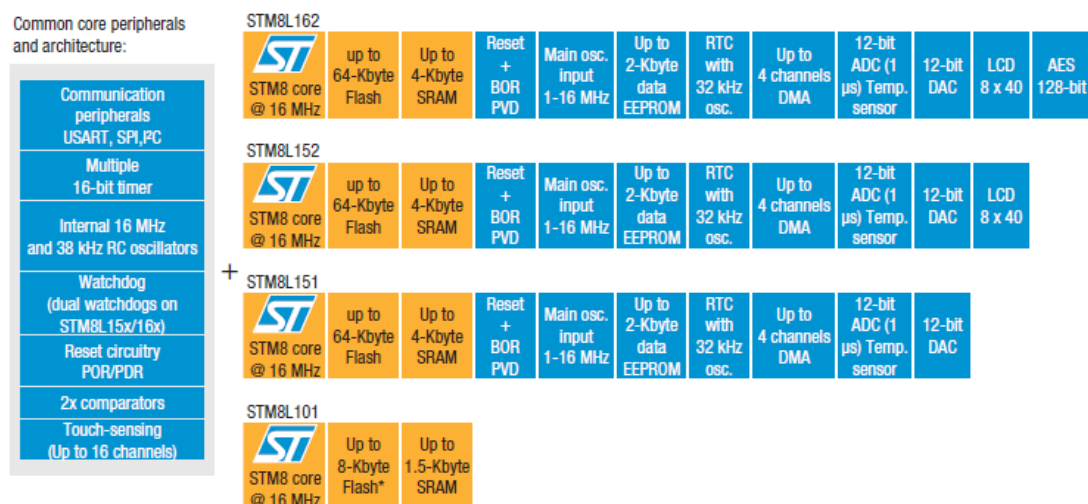 Common core peripherals
and architecture:
Communication
peripherals
USART, SPI,I²C
Multiple
16-bit timer
Internal 16 MHz
and 38 kHz RC oscillators
Watchdog
(dual watchdogs on
STM8L15x/16x)
Reset circuitry
POR/PDR
2x comparators
Touch-sensing
(Up to 16 channels)
+
STM8L162
ST
STM8 core
@ 16 MHz
up to
64-Kbyte
Flash
Up to
4-Kbyte
SRAM
Reset
+
BOR
PVD
Main osc.
input
1-16 MHz
Up to
2-Kbyte
data
EEPROM
RTC
with
32 kHz
osc.
Up to
4 channels
DMA
12-bit
ADC (1
µs) Temp.
sensor
12-bit
DAC
LCD
8 x 40
AES
128-bit
STM8L152
ST
STM8 core
@ 16 MHz
up to
64-Kbyte
Flash
Up to
4-Kbyte
SRAM
Reset
+
BOR
PVD
Main osc.
input
1-16 MHz
Up to
2-Kbyte
data
EEPROM
RTC
with
32 kHz
osc.
Up to
4 channels
DMA
12-bit
ADC (1
µs) Temp.
sensor
12-bit
DAC
LCD
8 x 40
STM8L151
ST
STM8 core
@ 16 MHz
up to
64-Kbyte
Flash
Up to
4-Kbyte
SRAM
Reset
+
BOR
PVD
Main osc.
input
1-16 MHz
Up to
2-Kbyte
data
EEPROM
RTC
with
32 kHz
osc.
Up to
4 channels
DMA
12-bit
ADC (1
µs) Temp.
sensor
12-bit
DAC
STM8L101
ST
STM8 core
@ 16 MHz
Up to
8-Kbyte
Flash*
Up to
1.5-Kbyte
SRAM